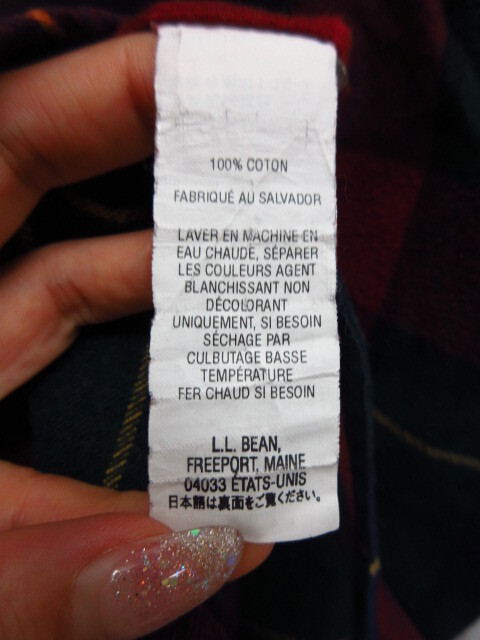 100% COTON
FABRIQUÉ AU SALVADOR
LAVER EN MACHINE EN
EAU CHAUDE, SÉPARER
LES COULEURS AGENT
BLANCHISSANT NON
DÉCOLORANT
UNIQUEMENT, SI BESOIN
SÉCHAGE PAR
CULBUTAGE BASSE
TEMPÉRATURE
FER CHAUD SI BESOIN
L.L. BEAN,
FREEPORT, MAINE
04033 ÉTATS-UNIS
日本語は裏面をご覧ください。